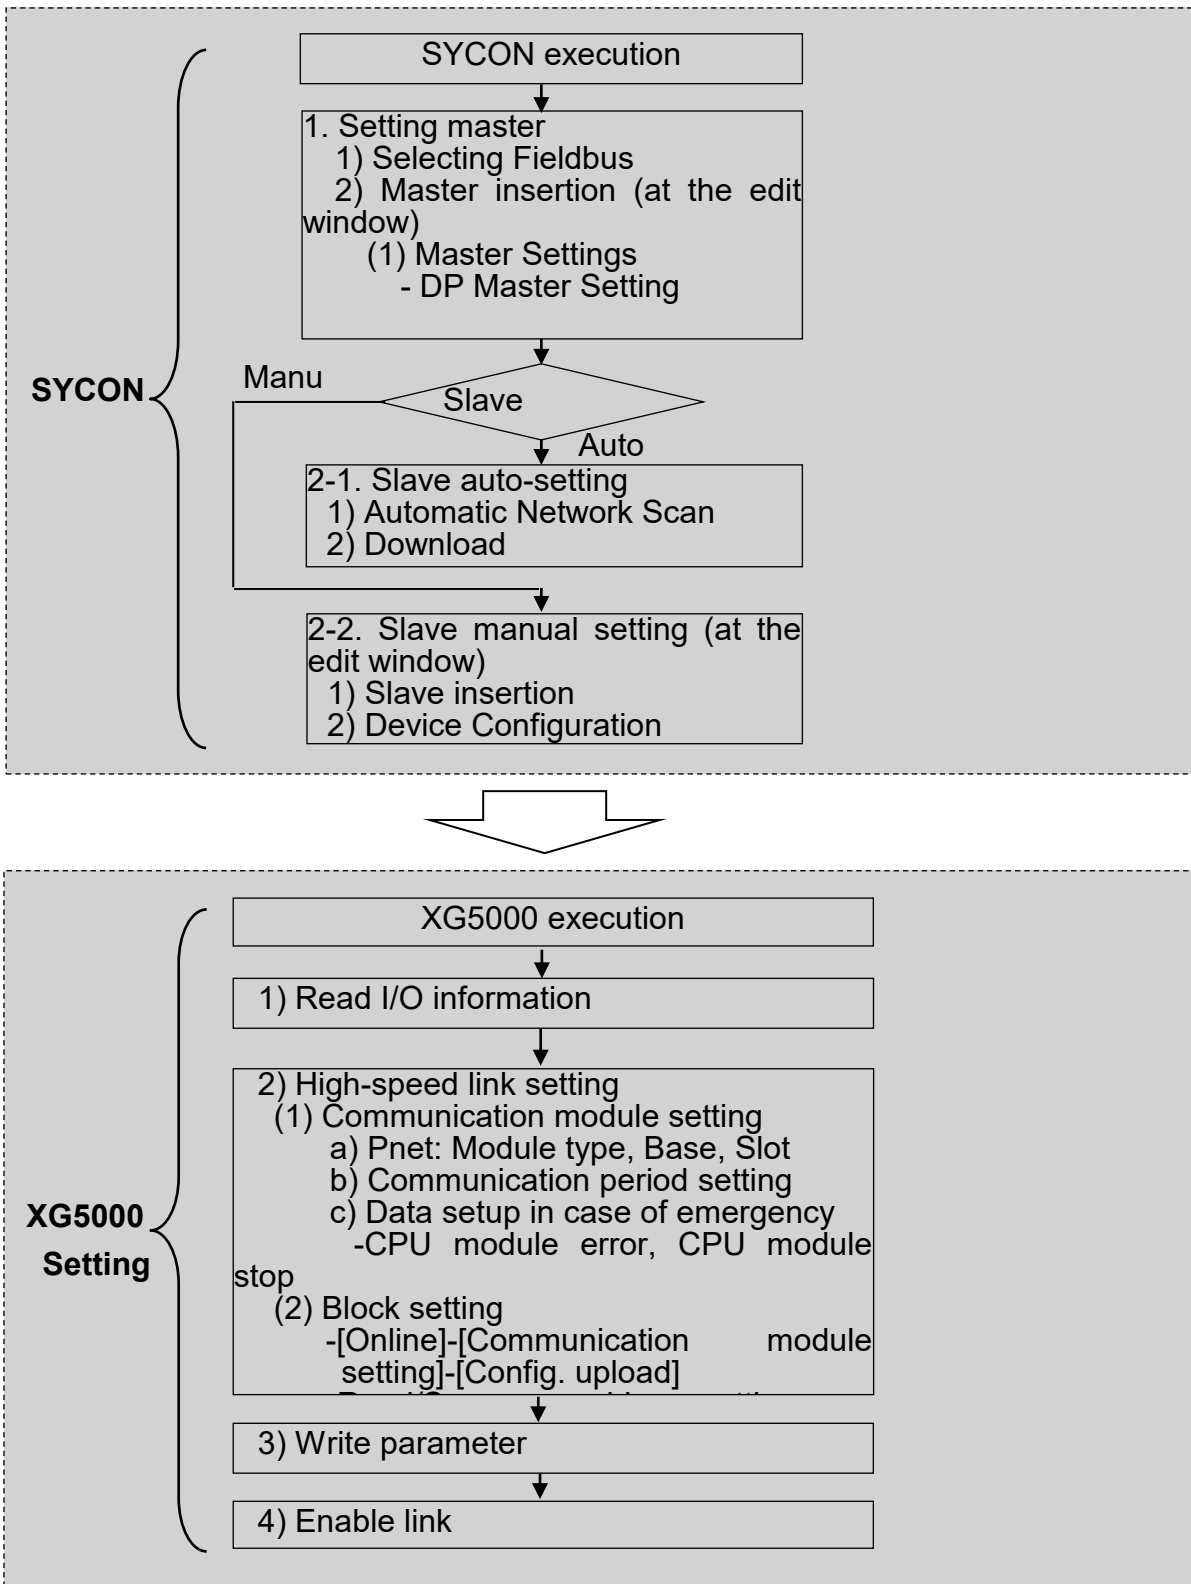 SYCON execution
1. Setting master
1) Selecting Fieldbus
2) Master insertion (at the edit
window)
(1) Master Settings
- DP Master Setting
SYCON
Manu
Slave
Auto
2-1. Slave auto-setting
1) Automatic Network Scan
2) Download
2-2. Slave manual setting (at the
edit window)
1) Slave insertion
2) Device Configuration
XG5000 execution
1) Read I/O information
2) High-speed link setting
(1) Communication module setting
a) Pnet: Module type, Base, Slot
b) Communication period setting
c) Data setup in case of emergency
-CPU module error, CPU module
stop
(2) Block setting
-[Online]-[Communication module
setting]-[Config. upload]
XG5000
Setting
3) Write parameter
4) Enable link